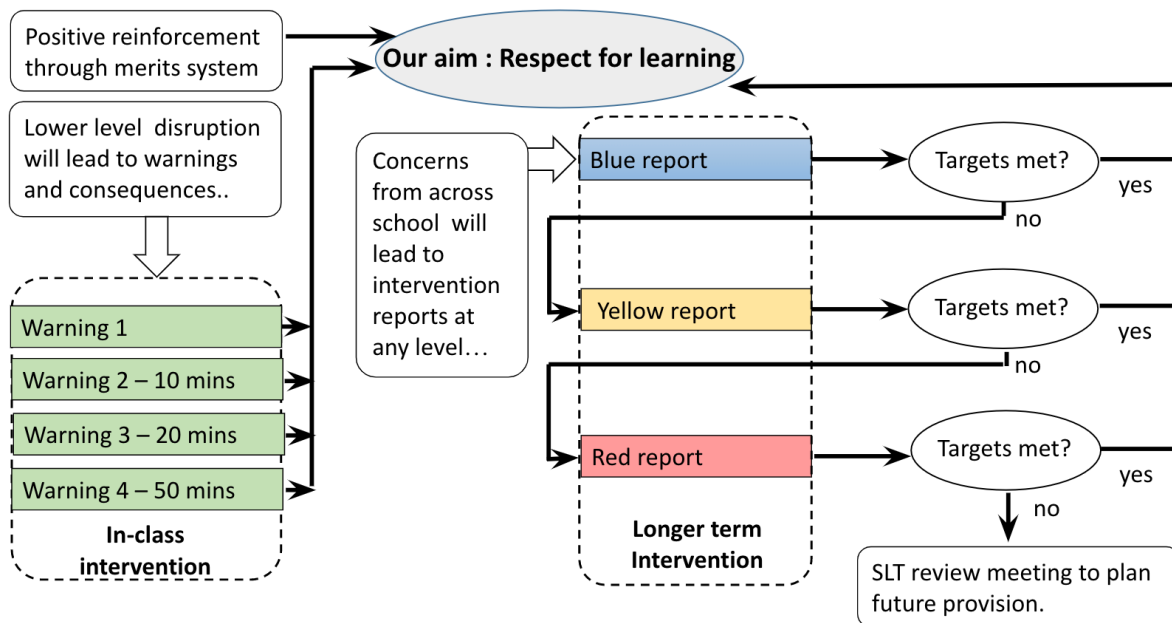 Positive reinforcement
through merits system
Our aim : Respect for learning
Lower level disruption
will lead to warnings
and consequences..
Concerns
from across
school will
lead to
intervention
reports at
any level…
Blue report
Targets met?
yes
no
Warning 1
Warning 2 – 10 mins
Warning 3 – 20 mins
Warning 4 – 50 mins
In-class
intervention
Yellow report
Targets met?
yes
no
Red report
Targets met?
yes
no
Longer term
Intervention
SLT review meeting to plan
future provision.